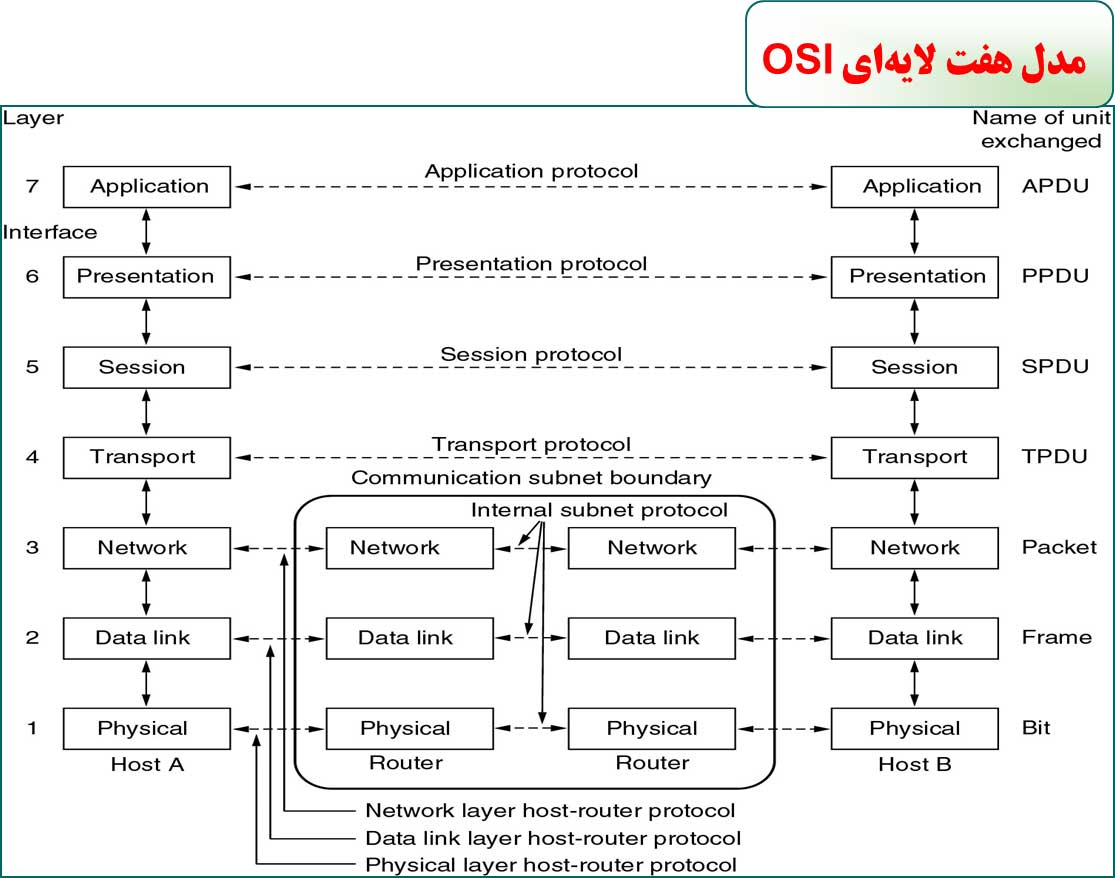 مدل هفت لایه‌ای OSI
Layer
Name of unit
exchanged
7 Application Application protocol Application APDU
Interface
6 Presentation Presentation protocol Presentation PPDU
5 Session Session protocol Session SPDU
4 Transport Transport protocol Transport TPDU
Communication subnet boundary
Internal subnet protocol
3 Network Network Network Network Packet
2 Data link Data link Data link Data link Frame
1 Physical Physical Physical Physical Bit
Host A Router Router Host B
Network layer host-router protocol
Data link layer host-router protocol
Physical layer host-router protocol